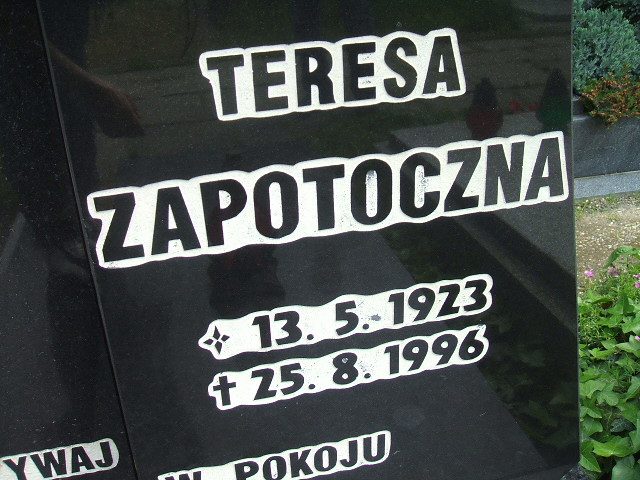 TERESA
ZAPOTOCZNA
13. 5. 1923
† 25. 8. 1996
YWAJ W POKOJU